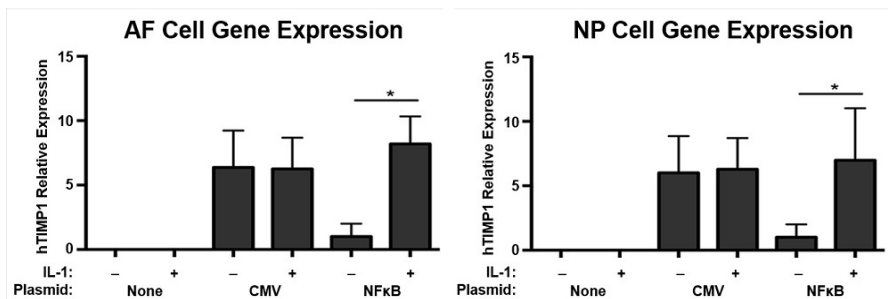 AF Cell Gene Expression
hTIMP1 Relative Expression
15
10
5
0
*
IL-1: – + – + – +
Plasmid: None CMV NFκB
NP Cell Gene Expression
hTIMP1 Relative Expression
15
10
5
0
*
IL-1: – + – + – +
Plasmid: None CMV NFκB